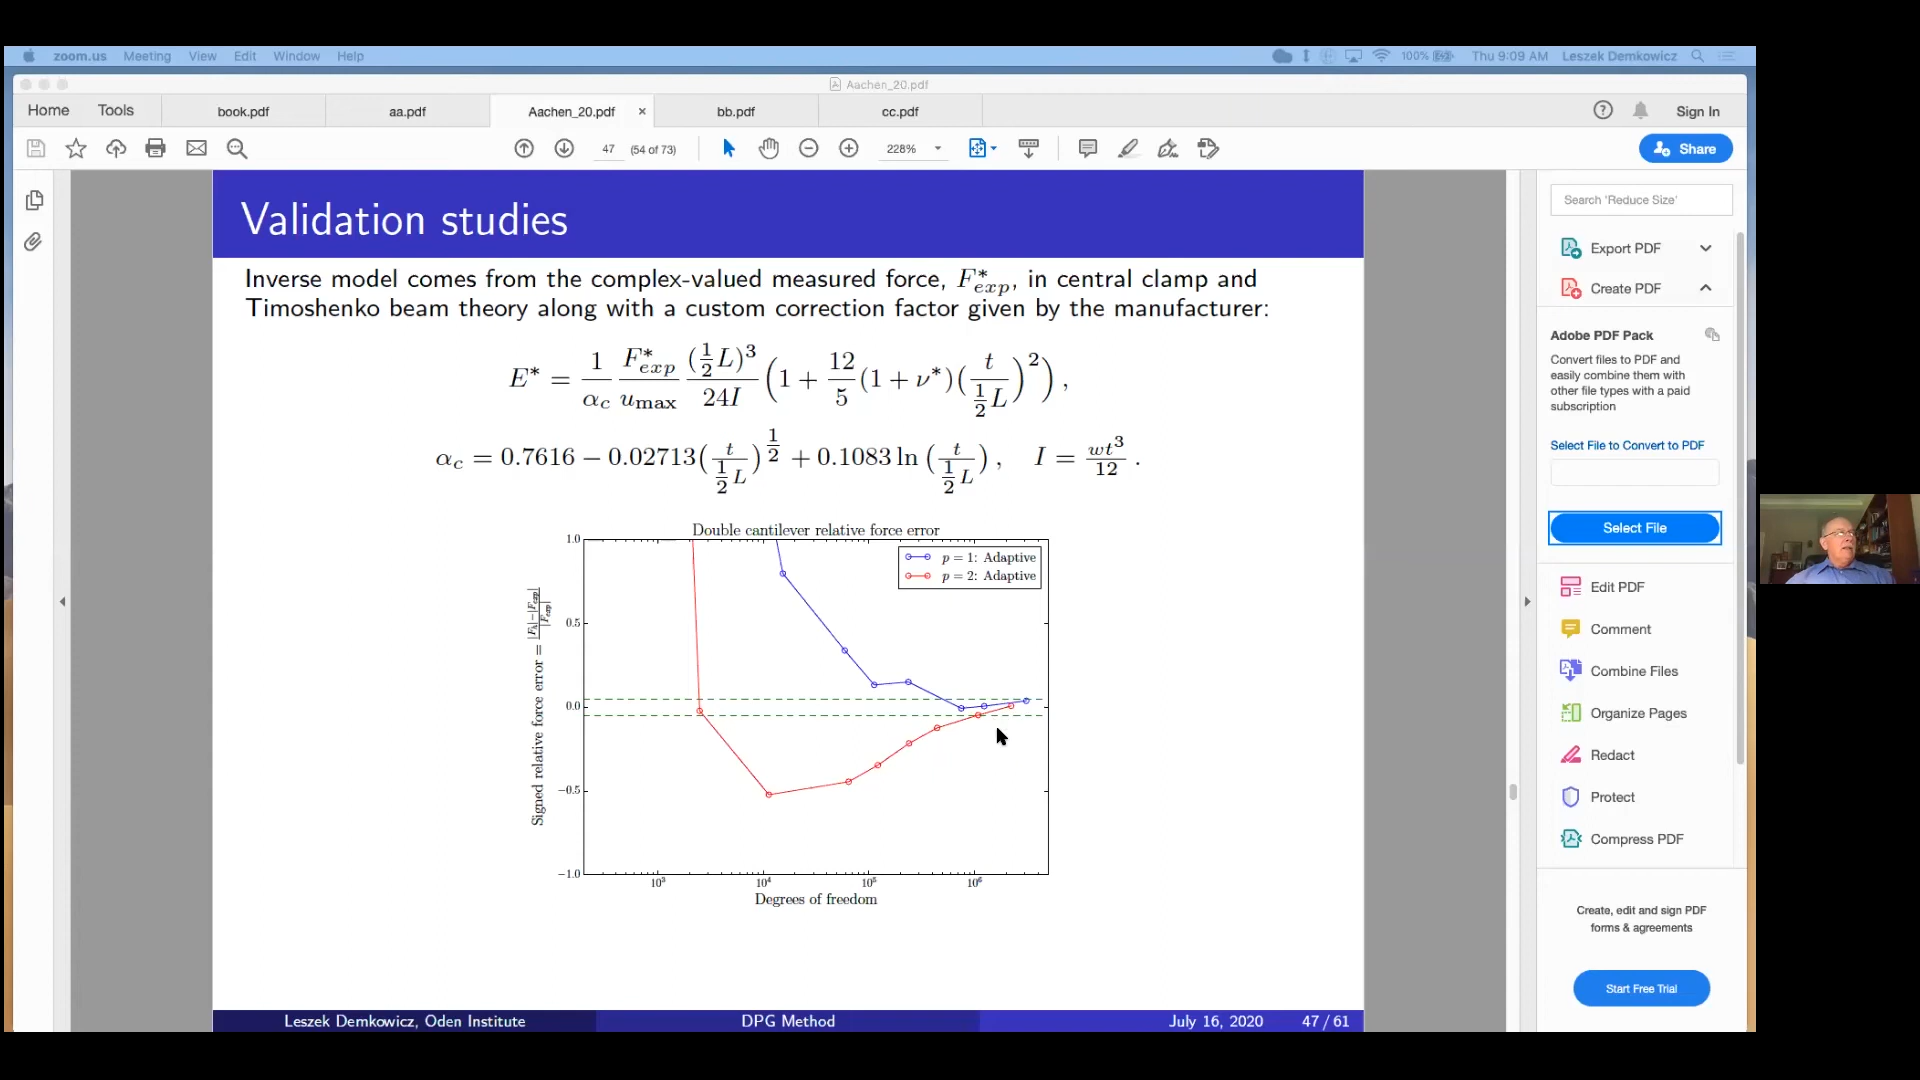 zoom.us Meeting View Edit Window Help 100% Thu 9:09 AM Leszek Demkowicz
Aachen_20.pdf
Home Tools book.pdf aa.pdf Aachen_20.pdf × bb.pdf cc.pdf Sign In
47 (54 of 73) 228% Share
Validation studies
Inverse model comes from the complex-valued measured force, F*_exp, in central clamp and
Timoshenko beam theory along with a custom correction factor given by the manufacturer:
E* = 1/α_c F*_exp/u_max (½L)³/24I (1 + 12/5 (1 + ν*)(t/½L)²),
α_c = 0.7616 − 0.02713(t/½L)^½ + 0.1083 ln(t/½L), I = wt³/12.
Double cantilever relative force error
p = 1: Adaptive
p = 2: Adaptive
1.0
0.5
0.0
−0.5
−1.0
Signed relative force error = |F_h|−|F_exp|/|F_exp|
10³ 10⁴ 10⁵ 10⁶
Degrees of freedom
Leszek Demkowicz, Oden Institute DPG Method July 16, 2020 47 / 61
Search 'Reduce Size'
Export PDF
Create PDF
Adobe PDF Pack
Convert files to PDF and
easily combine them with
other file types with a paid
subscription
Select File to Convert to PDF
Select File
Edit PDF
Comment
Combine Files
Organize Pages
Redact
Protect
Compress PDF
Create, edit and sign PDF
forms & agreements
Start Free Trial